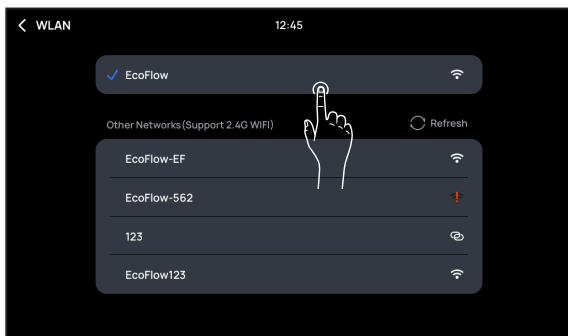 WLAN
12:45
EcoFlow
Other Networks(Support 2.4G WIFI)
Refresh
EcoFlow-EF
EcoFlow-562
123
EcoFlow123